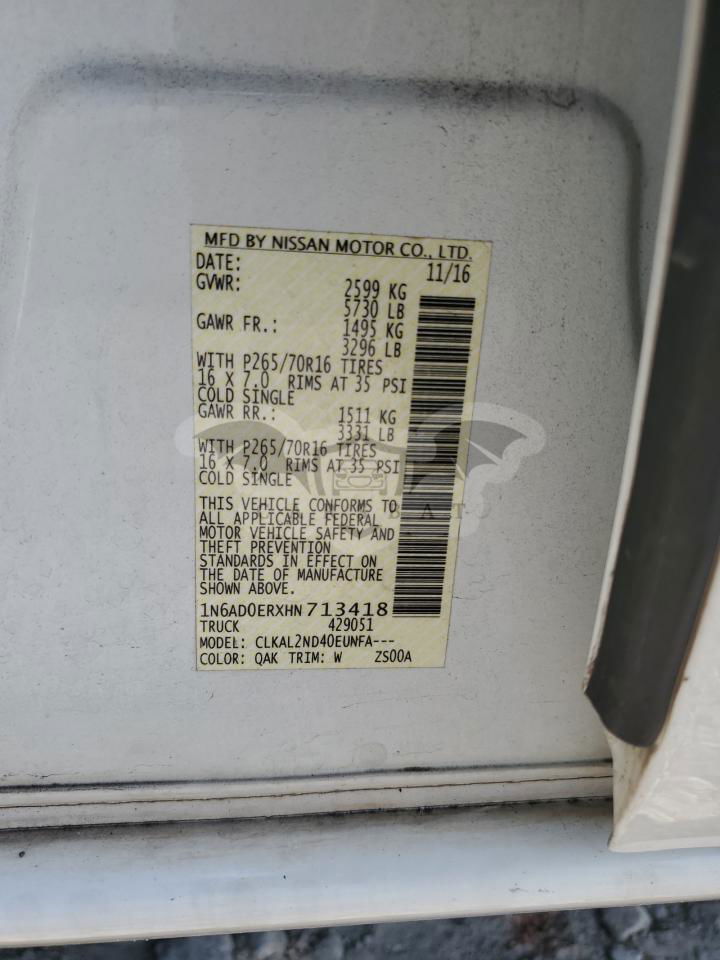 MFD BY NISSAN MOTOR CO., LTD.
DATE: 11/16
GVWR: 2599 KG
5730 LB
GAWR FR.: 1495 KG
3296 LB
WITH P265/70R16 TIRES
16 X 7.0 RIMS AT 35 PSI
COLD SINGLE
GAWR RR.: 1511 KG
3331 LB
WITH P265/70R16 TIRES
16 X 7.0 RIMS AT 35 PSI
COLD SINGLE
THIS VEHICLE CONFORMS TO
ALL APPLICABLE FEDERAL
MOTOR VEHICLE SAFETY AND
THEFT PREVENTION
STANDARDS IN EFFECT ON
THE DATE OF MANUFACTURE
SHOWN ABOVE.
1N6AD0ERXHN713418
TRUCK 429051
MODEL: CLKAL2ND40EUNFA---
COLOR: QAK TRIM: W ZS00A